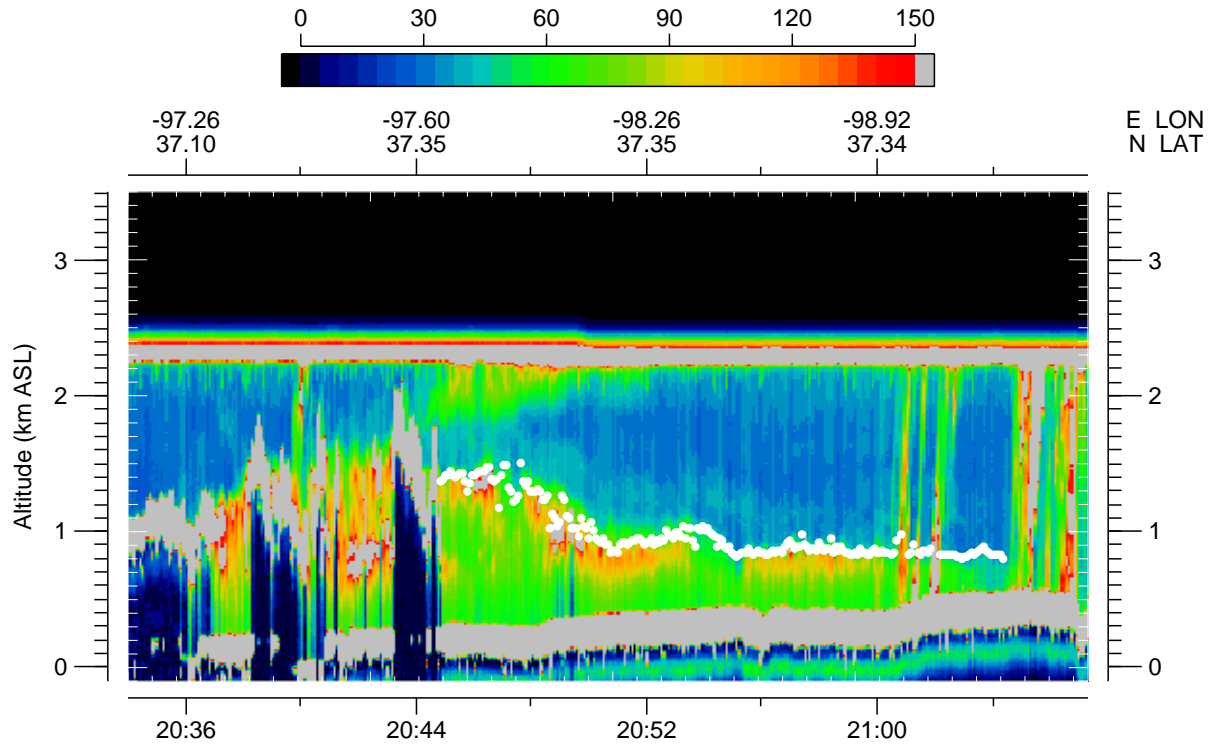 0 30 60 90 120 150
-97.26 -97.60 -98.26 -98.92 E LON
37.10 37.35 37.35 37.34 N LAT
3 3
2 2
Altitude (km ASL)
1 1
0 0
20:36 20:44 20:52 21:00